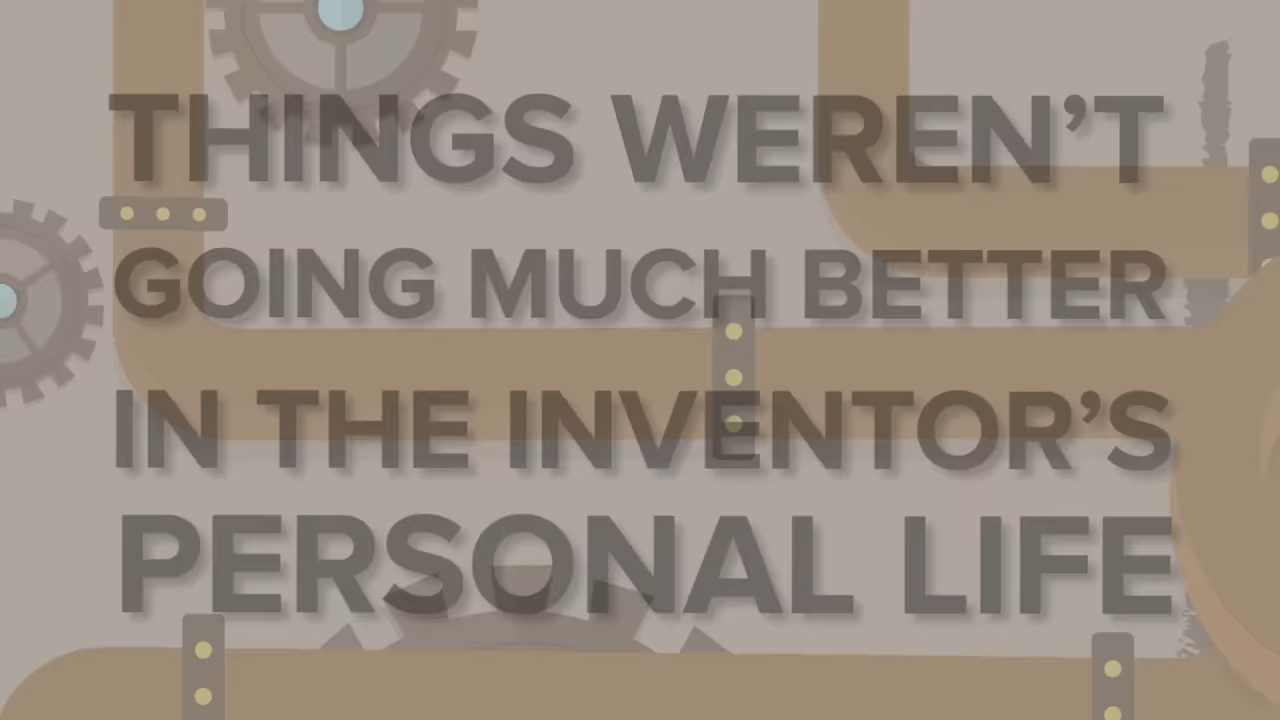 THINGS WEREN’T
GOING MUCH BETTER
IN THE INVENTOR’S
PERSONAL LIFE